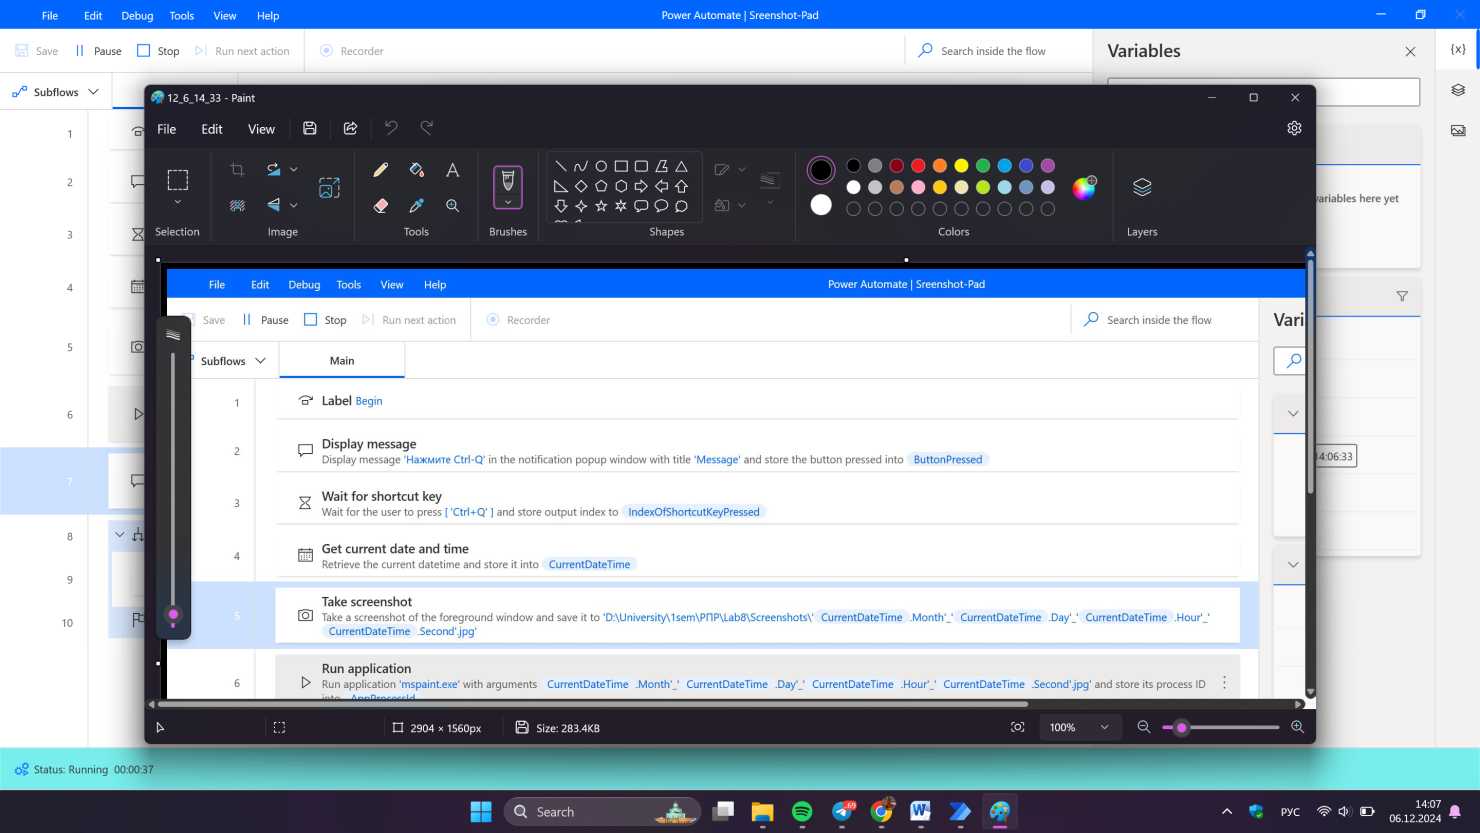 File Edit Debug Tools View Help
Power Automate | Sreenshot-Pad
Save Pause Stop Run next action Recorder
Search inside the flow
Variables
{x}
Subflows
12_6_14_33 - Paint
File Edit View
Selection Image Tools Brushes Shapes Colors Layers
variables here yet
14:06:33
File Edit Debug Tools View Help
Power Automate | Sreenshot-Pad
Save Pause Stop Run next action Recorder
Search inside the flow
Vari
Subflows
Main
1
Label Begin
2
Display message
Display message 'Нажмите Ctrl-Q' in the notification popup window with title 'Message' and store the button pressed into ButtonPressed
3
Wait for shortcut key
Wait for the user to press [ 'Ctrl+Q' ] and store output index to IndexOfShortcutKeyPressed
4
Get current date and time
Retrieve the current datetime and store it into CurrentDateTime
5
Take screenshot
Take a screenshot of the foreground window and save it to 'D:\University\1sem\РПР\Lab8\Screenshots\' CurrentDateTime .Month'_' CurrentDateTime .Day'_' CurrentDateTime .Hour'_'
CurrentDateTime .Second'.jpg'
6
Run application
Run application 'mspaint.exe' with arguments CurrentDateTime .Month'_' CurrentDateTime .Day'_' CurrentDateTime .Hour'_' CurrentDateTime .Second'.jpg' and store its process ID
into AppProcessId
1
2
3
4
5
6
7
8
9
10
2904 × 1560px
Size: 283.4KB
100%
Status: Running 00:00:37
Search
69
РУС
14:07
06.12.2024